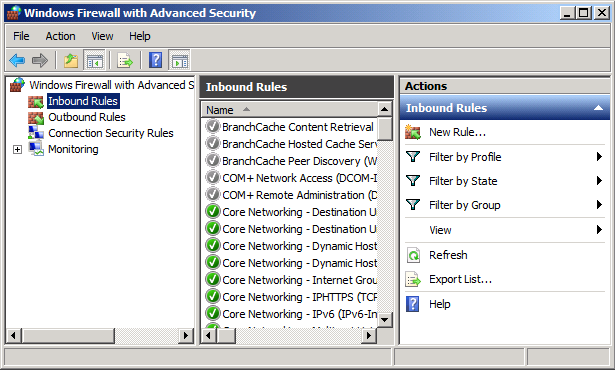 Windows Firewall with Advanced Security
File Action View Help
Windows Firewall with Advanced S
Inbound Rules
Outbound Rules
Connection Security Rules
Monitoring
Inbound Rules
Name
BranchCache Content Retrieval
BranchCache Hosted Cache Serv
BranchCache Peer Discovery (W
COM+ Network Access (DCOM-I
COM+ Remote Administration (D
Core Networking - Destination Un
Core Networking - Destination Un
Core Networking - Dynamic Host
Core Networking - Dynamic Host
Core Networking - Internet Grou
Core Networking - IPHTTPS (TCP
Core Networking - IPv6 (IPv6-In
Actions
Inbound Rules
New Rule...
Filter by Profile
Filter by State
Filter by Group
View
Refresh
Export List...
Help